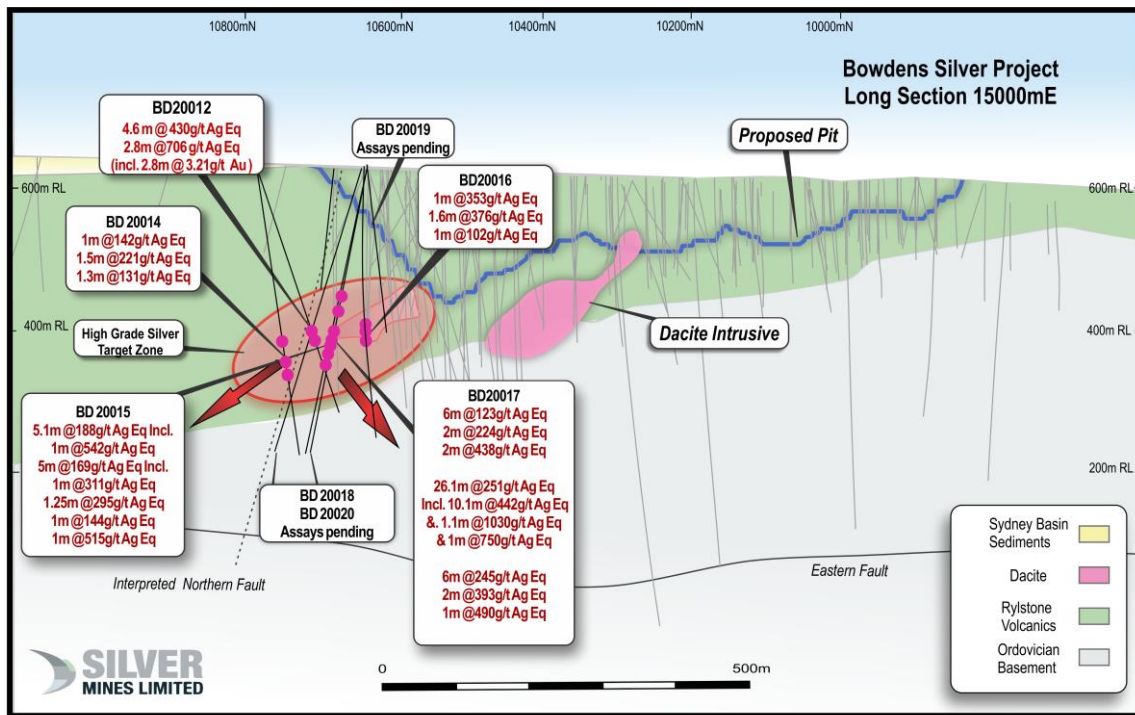 10800mN
10600mN
10400mN
10200mN
10000mN
Bowdens Silver Project
Long Section 15000mE
BD20012
4.6m @ 430g/t Ag Eq
2.8m @ 706 g/t Ag Eq
(incl. 2.8m @ 3.21g/t Au )
BD 20019
Assays pending
Proposed Pit
600m RL
600m RL
BD20016
1m @353g/t Ag Eq
1.6m @376g/t Ag Eq
1m @102g/t Ag Eq
BD 20014
1m @142g/t Ag Eq
1.5m @221g/t Ag Eq
1.3m @131g/t Ag Eq
400m RL
400m RL
High Grade Silver
Target Zone
Dacite Intrusive
BD 20015
5.1m @188g/t Ag Eq Incl.
1m @542g/t Ag Eq
5m @169g/t Ag Eq Incl.
1m @311g/t Ag Eq
1.25m @295g/t Ag Eq
1m @144g/t Ag Eq
1m @515g/t Ag Eq
BD20017
6m @123g/t Ag Eq
2m @224g/t Ag Eq
2m @438g/t Ag Eq
26.1m @251g/t Ag Eq
Incl. 10.1m @442g/t Ag Eq
&. 1.1m @1030g/t Ag Eq
& 1m @750g/t Ag Eq
6m @245g/t Ag Eq
2m @393g/t Ag Eq
1m @490g/t Ag Eq
200m RL
BD 20018
BD 20020
Assays pending
Interpreted Northern Fault
Eastern Fault
Sydney Basin
Sediments
Dacite
Rylstone
Volcanics
Ordovician
Basement
SILVER
MINES LIMITED
0
500m